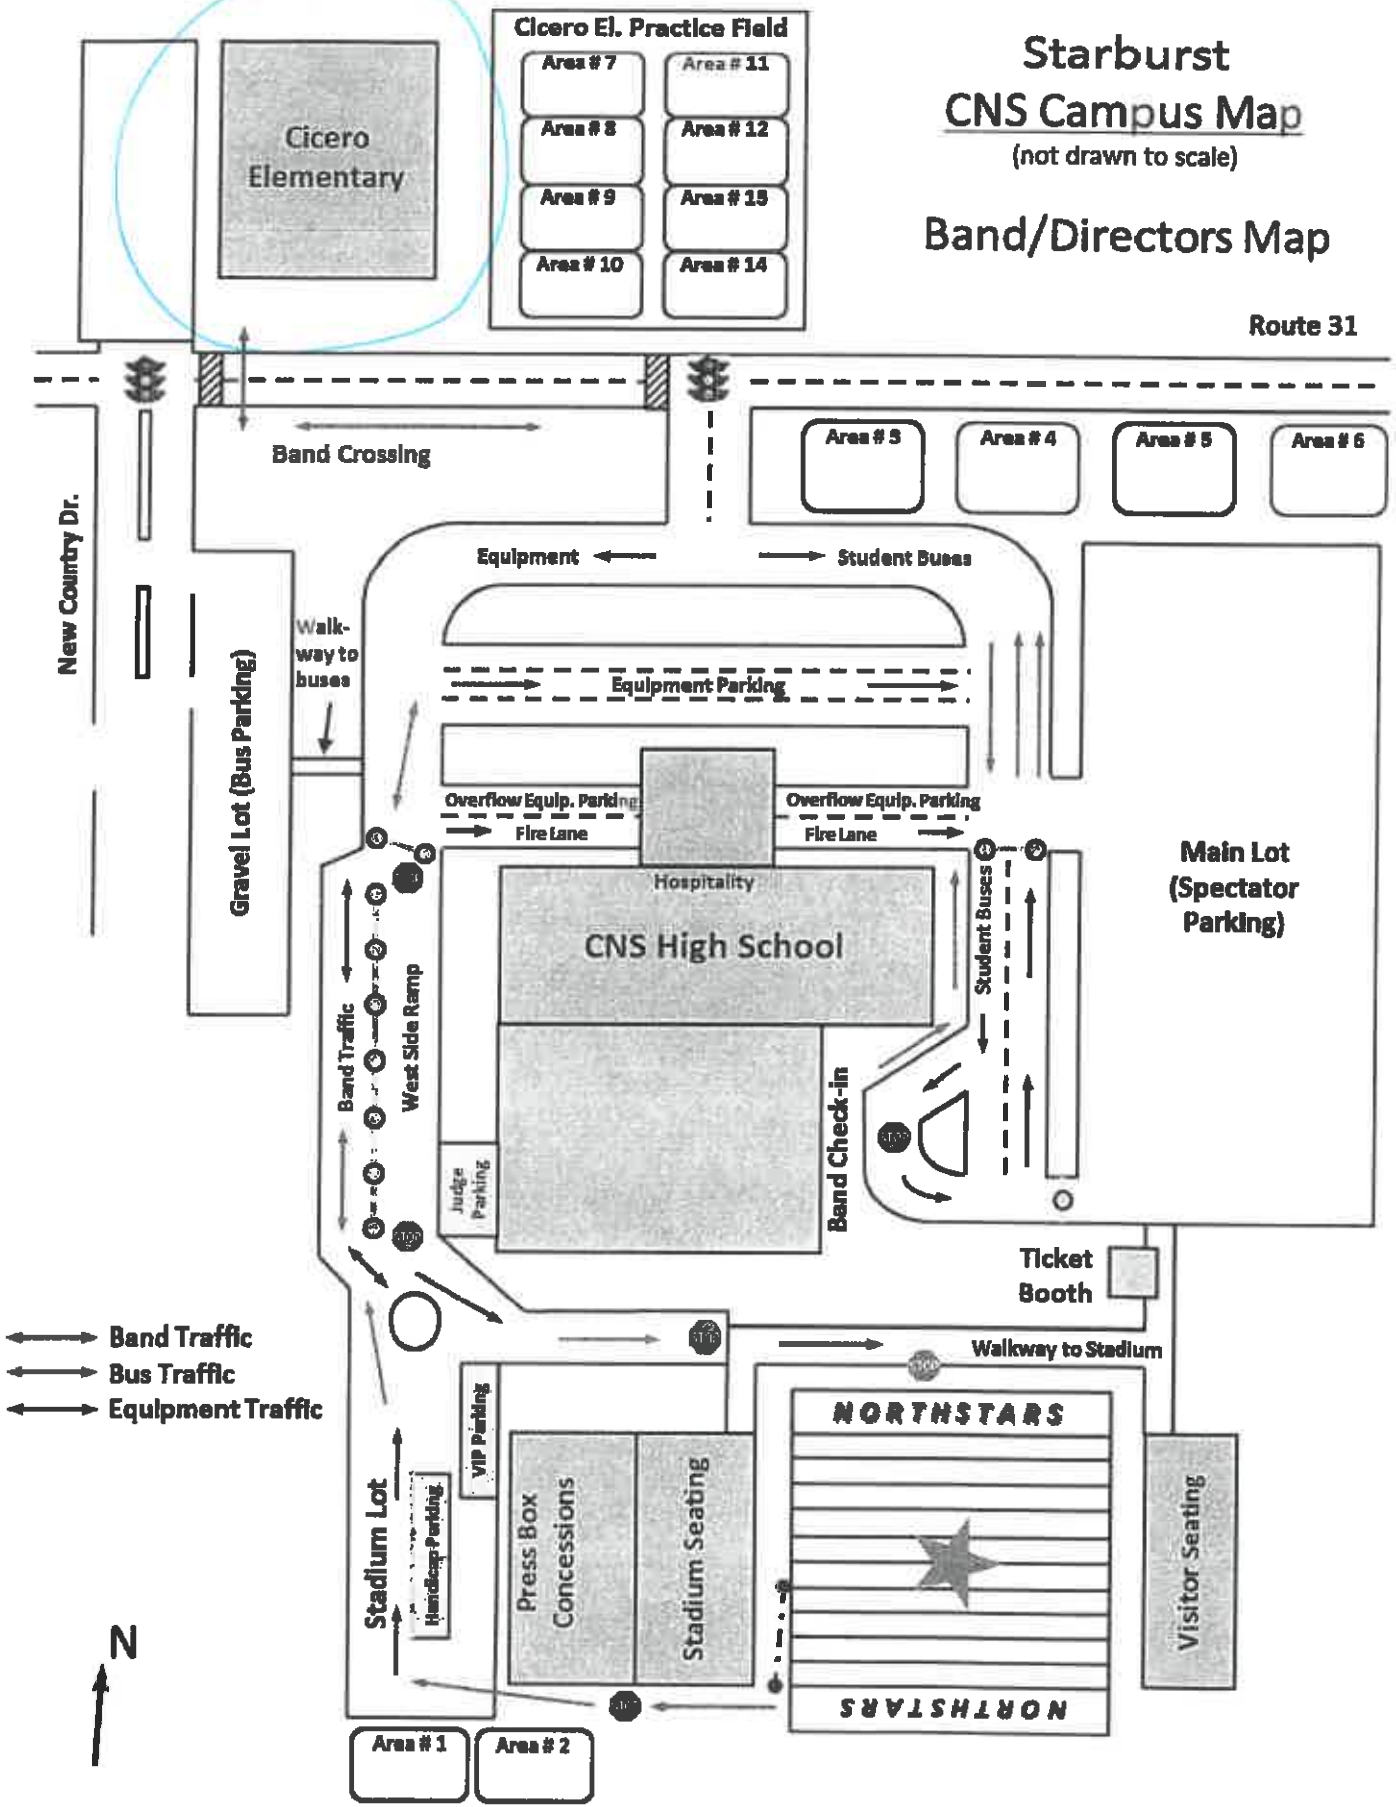 Starburst
CNS Campus Map
(not drawn to scale)
Band/Directors Map
Route 31
Cicero El. Practice Field
Area # 7
Area # 11
Area # 8
Area # 12
Area # 9
Area # 13
Area # 10
Area # 14
Cicero
Elementary
Band Crossing
Area # 3
Area # 4
Area # 5
Area # 6
New Country Dr.
Equipment
Student Buses
Walk-
way to
buses
Gravel Lot (Bus Parking)
Equipment Parking
Overflow Equip. Parking
Overflow Equip. Parking
Fire Lane
Fire Lane
Hospitality
CNS High School
Student Buses
Main Lot
(Spectator
Parking)
Band Traffic
West Side Ramp
Judge
Parking
Band Check-in
Ticket
Booth
Walkway to Stadium
Band Traffic
Bus Traffic
Equipment Traffic
VIP Parking
Stadium Lot
Handicap Parking
Press Box
Concessions
Stadium Seating
NORTHSTARS
Visitor Seating
NORTHSTARS
N
Area # 1
Area # 2